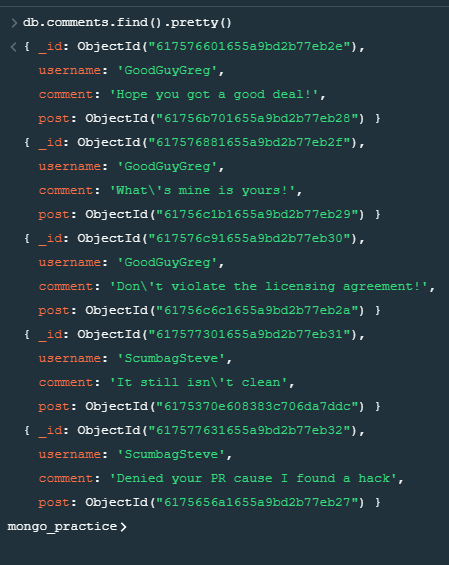 > db.comments.find().pretty()
< { _id: ObjectId("617576601655a9bd2b77eb2e"),
username: 'GoodGuyGreg',
comment: 'Hope you got a good deal!',
post: ObjectId("61756b701655a9bd2b77eb28") }
{ _id: ObjectId("617576881655a9bd2b77eb2f"),
username: 'GoodGuyGreg',
comment: 'What\'s mine is yours!',
post: ObjectId("61756c1b1655a9bd2b77eb29") }
{ _id: ObjectId("617576c91655a9bd2b77eb30"),
username: 'GoodGuyGreg',
comment: 'Don\'t violate the licensing agreement!',
post: ObjectId("61756c6c1655a9bd2b77eb2a") }
{ _id: ObjectId("617577301655a9bd2b77eb31"),
username: 'ScumbagSteve',
comment: 'It still isn\'t clean',
post: ObjectId("6175370e608383c706da7ddc") }
{ _id: ObjectId("617577631655a9bd2b77eb32"),
username: 'ScumbagSteve',
comment: 'Denied your PR cause I found a hack',
post: ObjectId("6175656a1655a9bd2b77eb27") }
mongo_practice>